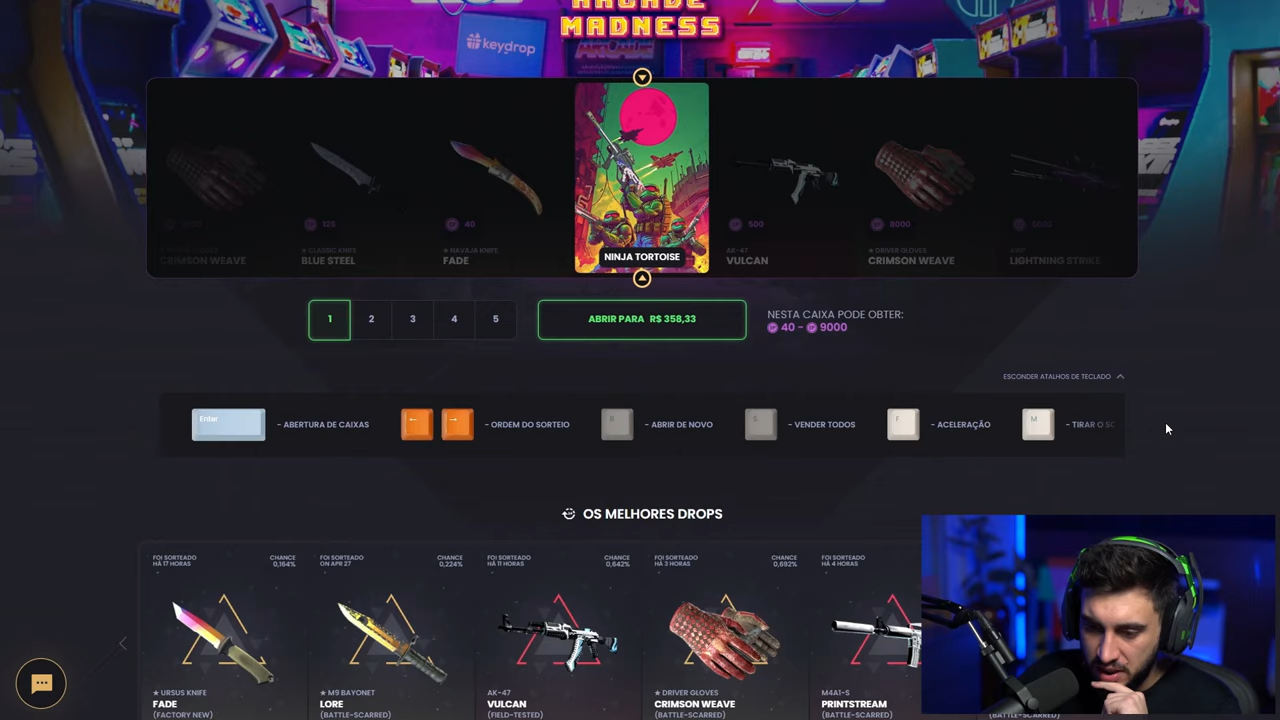 ARCADE
MADNESS
keydrop
NINJA TORTOISE
125
40
500
8000
★ CLASSIC KNIFE
★ NAVAJA KNIFE
AK-47
★ DRIVER GLOVES
CRIMSON WEAVE
BLUE STEEL
FADE
VULCAN
CRIMSON WEAVE
LIGHTNING STRIKE
1
2
3
4
5
ABRIR PARA R$ 358,33
NESTA CAIXA PODE OBTER:
40 - 9000
ESCONDER ATALHOS DE TECLADO
Enter
- ABERTURA DE CAIXAS
← →
- ORDEM DO SORTEIO
R
- ABRIR DE NOVO
S
- VENDER TODOS
F
- ACELERAÇÃO
M
- TIRAR O
OS MELHORES DROPS
FOI SORTEADO
HÁ 17 HORAS
CHANCE
0,164%
FOI SORTEADO
ON APR 27
CHANCE
0,224%
FOI SORTEADO
HÁ 11 HORAS
CHANCE
0,642%
FOI SORTEADO
HÁ 3 HORAS
CHANCE
0,692%
FOI SORTEADO
HÁ 4 HORAS
★ URSUS KNIFE
FADE
(FACTORY NEW)
★ M9 BAYONET
LORE
(BATTLE-SCARRED)
AK-47
VULCAN
(FIELD-TESTED)
★ DRIVER GLOVES
CRIMSON WEAVE
(BATTLE-SCARRED)
M4A1-S
PRINTSTREAM
(BATTLE-SCARRED)